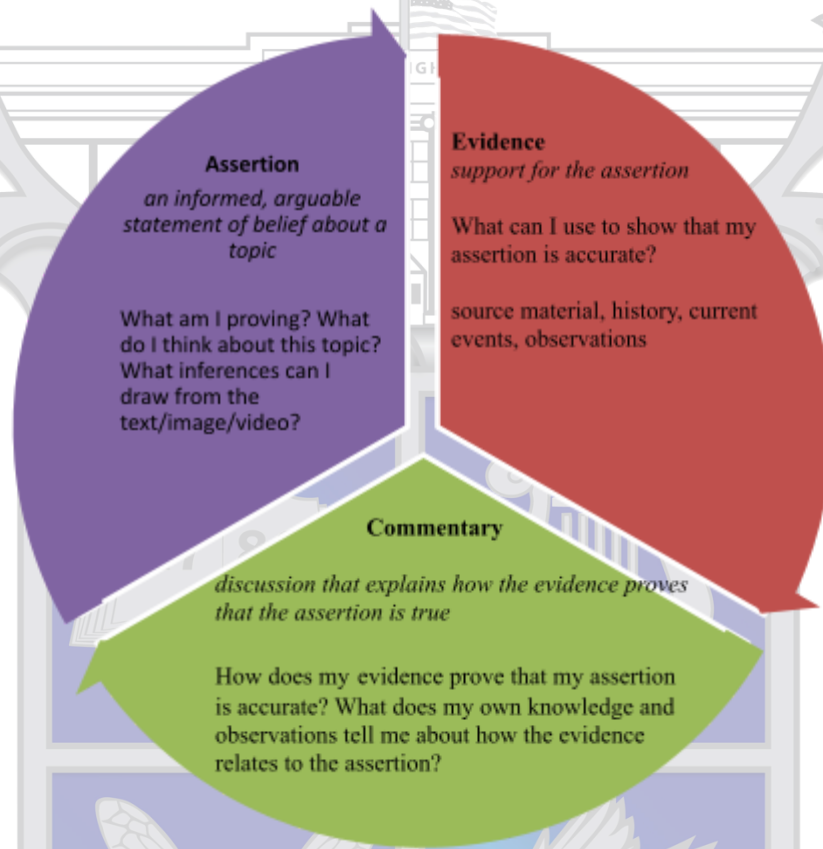 Assertion
an informed, arguable
statement of belief about a
topic
What am I proving? What
do I think about this topic?
What inferences can I
draw from the
text/image/video?
Evidence
support for the assertion
What can I use to show that my
assertion is accurate?
source material, history, current
events, observations
Commentary
discussion that explains how the evidence proves
that the assertion is true
How does my evidence prove that my assertion
is accurate? What does my own knowledge and
observations tell me about how the evidence
relates to the assertion?